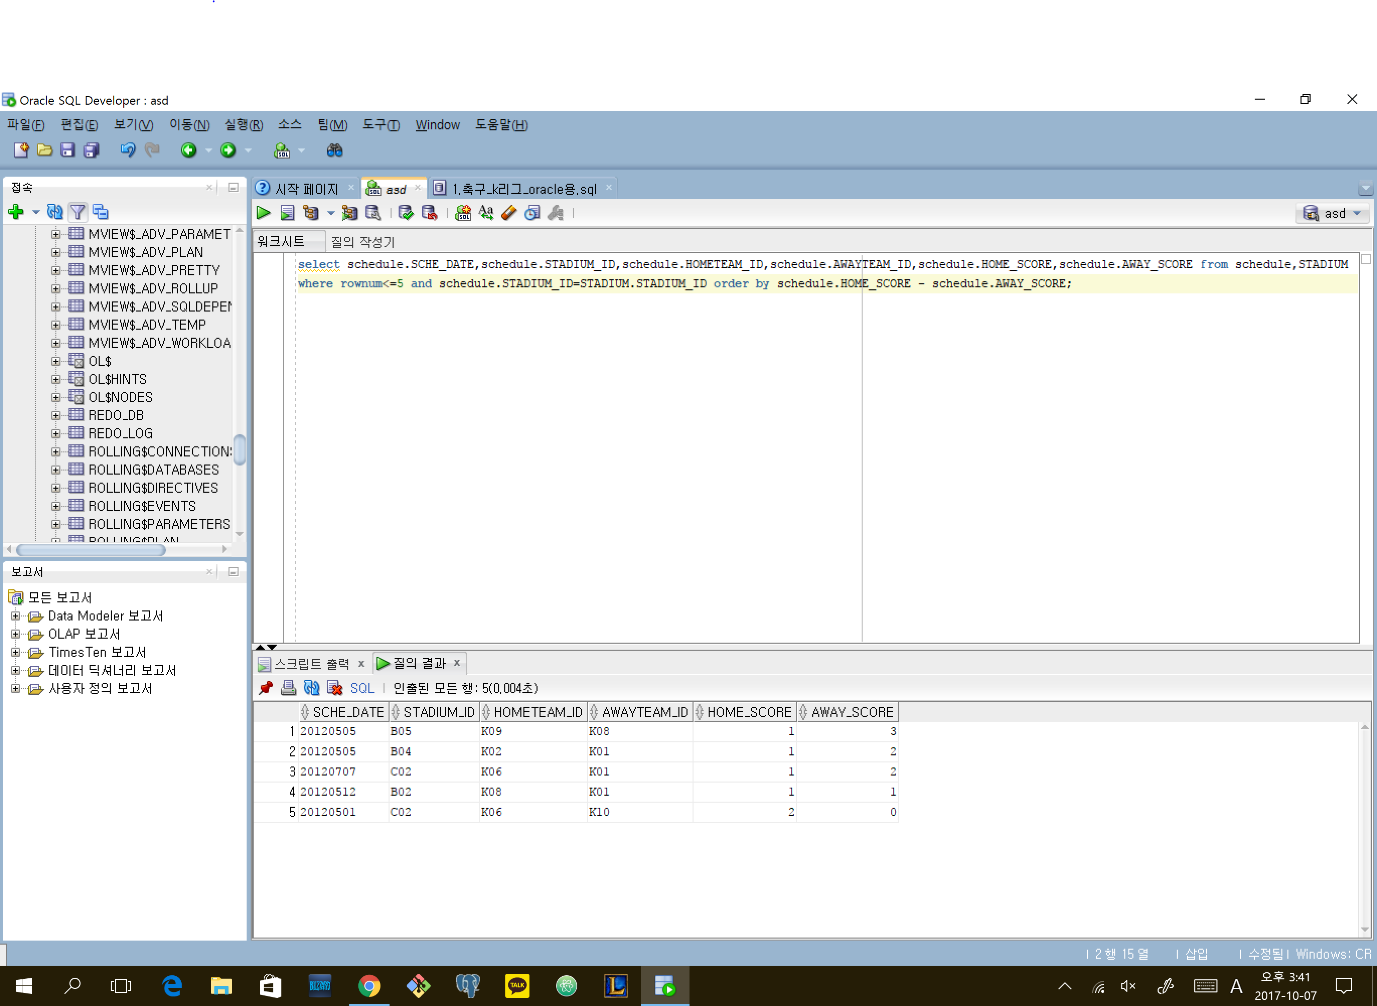 Oracle SQL Developer : asd
파일(F) 편집(E) 보기(V) 이동(N) 실행(R) 소스 팀(M) 도구(T) Window 도움말(H)
접속
시작 페이지
asd
1.축구_k리그_oracle용.sql
asd
워크시트 질의 작성기
MVIEW$_ADV_PARAMET
MVIEW$_ADV_PLAN
MVIEW$_ADV_PRETTY
MVIEW$_ADV_ROLLUP
MVIEW$_ADV_SQLDEPEN
MVIEW$_ADV_TEMP
MVIEW$_ADV_WORKLOA
OL$
OL$HINTS
OL$NODES
REDO_DB
REDO_LOG
ROLLING$CONNECTIONS
ROLLING$DATABASES
ROLLING$DIRECTIVES
ROLLING$EVENTS
ROLLING$PARAMETERS
ROLLING$PLAN
select schedule.SCHE_DATE,schedule.STADIUM_ID,schedule.HOMETEAM_ID,schedule.AWAYTEAM_ID,schedule.HOME_SCORE,schedule.AWAY_SCORE from schedule,STADIUM
where rownum<=5 and schedule.STADIUM_ID=STADIUM.STADIUM_ID order by schedule.HOME_SCORE - schedule.AWAY_SCORE;
보고서
모든 보고서
Data Modeler 보고서
OLAP 보고서
TimesTen 보고서
데이터 딕셔너리 보고서
사용자 정의 보고서
스크립트 출력 x 질의 결과 x
SQL 인출된 모든 행: 5(0.004초)
SCHE_DATE STADIUM_ID HOMETEAM_ID AWAYTEAM_ID HOME_SCORE AWAY_SCORE
1 20120505 B05 K09 K08 1 3
2 20120505 B04 K02 K01 1 2
3 20120707 C02 K06 K01 1 2
4 20120512 B02 K08 K01 1 1
5 20120501 C02 K06 K10 2 0
2 행 15 열 삽입 수정됨 Windows: CR
BLIZZARD
TALK
L
A
오후 3:41
2017-10-07